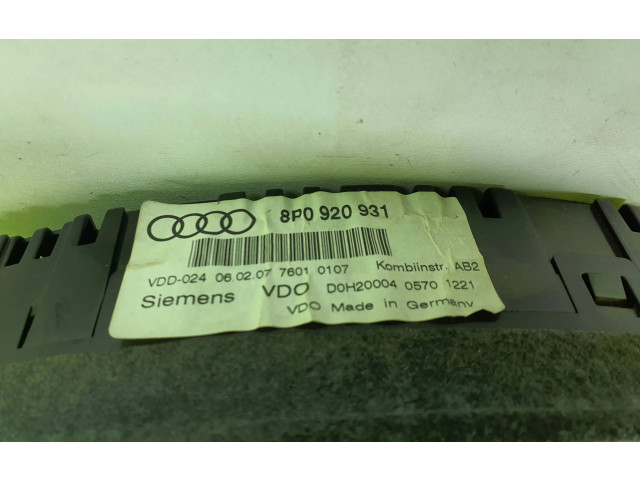 8P0 920 931
VDD-024 06.02.07 7601 0107 Kombiinstr. AB2
Siemens VDO D0H20004 0570 1221
VDO Made in Germany